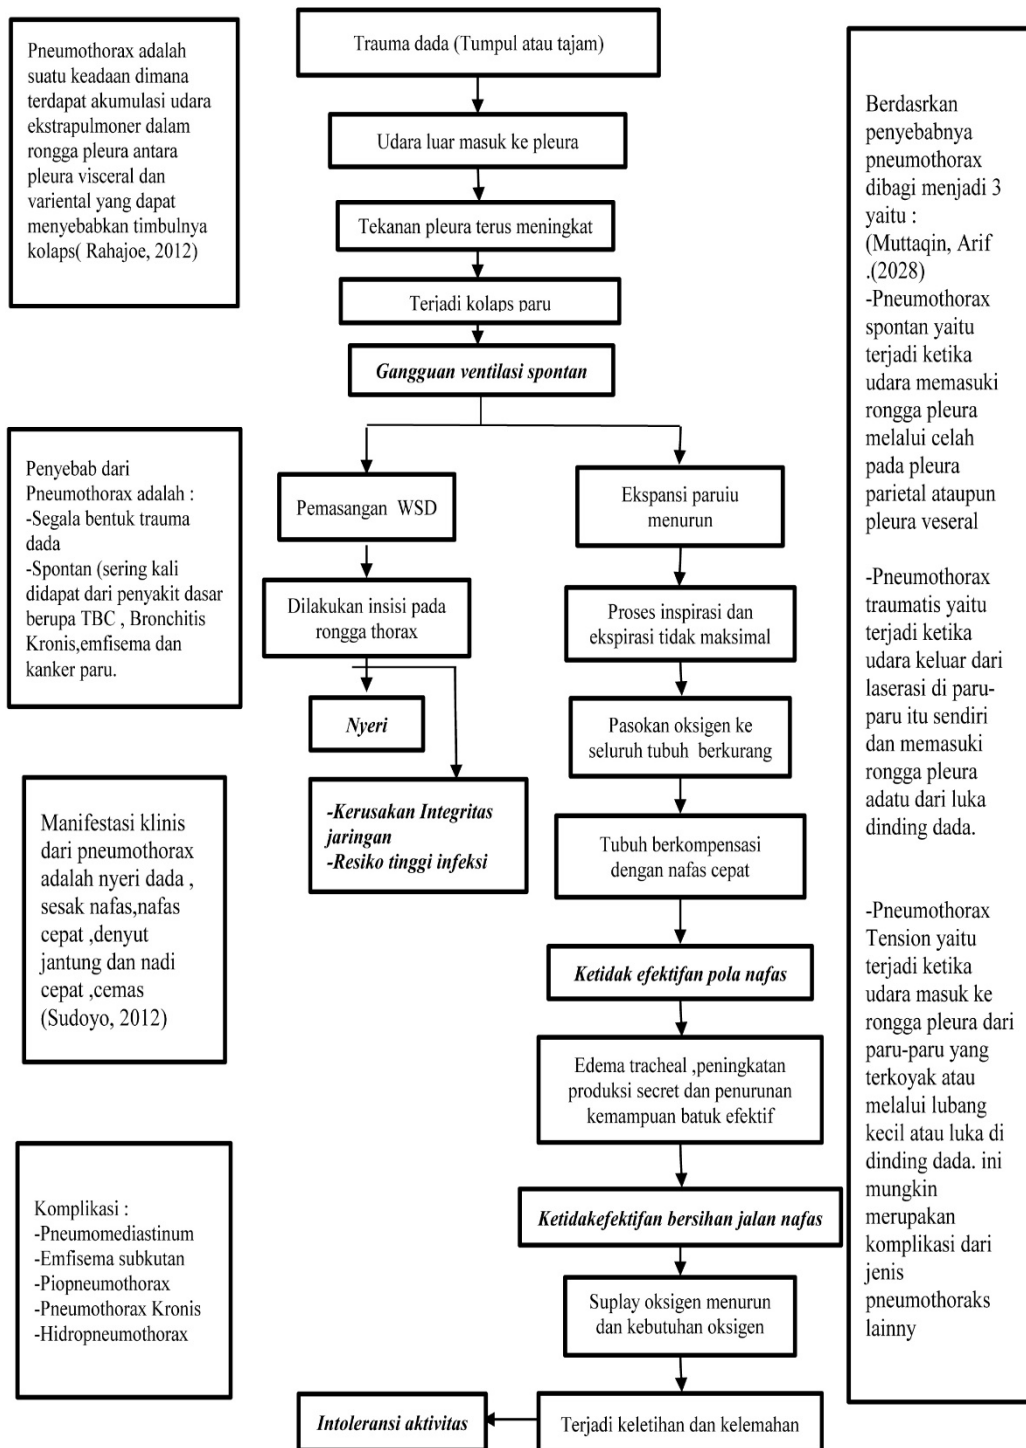 Pneumothorax adalah
suatu keadaan dimana
terdapat akumulasi udara
ekstrapulmoner dalam
rongga pleura antara
pleura visceral dan
variental yang dapat
menyebabkan timbulnya
kolaps( Rahajoe, 2012)
Penyebab dari
Pneumothorax adalah :
-Segala bentuk trauma
dada
-Spontan (sering kali
didapat dari penyakit dasar
berupa TBC , Bronchitis
Kronis,emfisema dan
kanker paru.
Manifestasi klinis
dari pneumothorax
adalah nyeri dada ,
sesak nafas,nafas
cepat ,denyut
jantung dan nadi
cepat ,cemas
(Sudoyo, 2012)
Komplikasi :
-Pneumomediastinum
-Emfisema subkutan
-Piopneumothorax
-Pneumothorax Kronis
-Hidropneumothorax
Trauma dada (Tumpul atau tajam)
Udara luar masuk ke pleura
Tekanan pleura terus meningkat
Terjadi kolaps paru
Gangguan ventilasi spontan
Pemasangan WSD
Dilakukan insisi pada
rongga thorax
Nyeri
-Kerusakan Integritas
jaringan
-Resiko tinggi infeksi
Ekspansi paruiu
menurun
Proses inspirasi dan
ekspirasi tidak maksimal
Pasokan oksigen ke
seluruh tubuh berkurang
Tubuh berkompensasi
dengan nafas cepat
Ketidak efektifan pola nafas
Edema tracheal ,peningkatan
produksi secret dan penurunan
kemampuan batuk efektif
Ketidakefektifan bersihan jalan nafas
Suplay oksigen menurun
dan kebutuhan oksigen
Terjadi keletihan dan kelemahan
Intoleransi aktivitas
Berdasrkan
penyebabnya
pneumothorax
dibagi menjadi 3
yaitu :
(Muttaqin, Arif
.(2028)
-Pneumothorax
spontan yaitu
terjadi ketika
udara memasuki
rongga pleura
melalui celah
pada pleura
parietal ataupun
pleura veseral
-Pneumothorax
traumatis yaitu
terjadi ketika
udara keluar dari
laserasi di paru-
paru itu sendiri
dan memasuki
rongga pleura
adatu dari luka
dinding dada.
-Pneumothorax
Tension yaitu
terjadi ketika
udara masuk ke
rongga pleura dari
paru-paru yang
terkoyak atau
melalui lubang
kecil atau luka di
dinding dada. ini
mungkin
merupakan
komplikasi dari
jenis
pneumothoraks
lainny